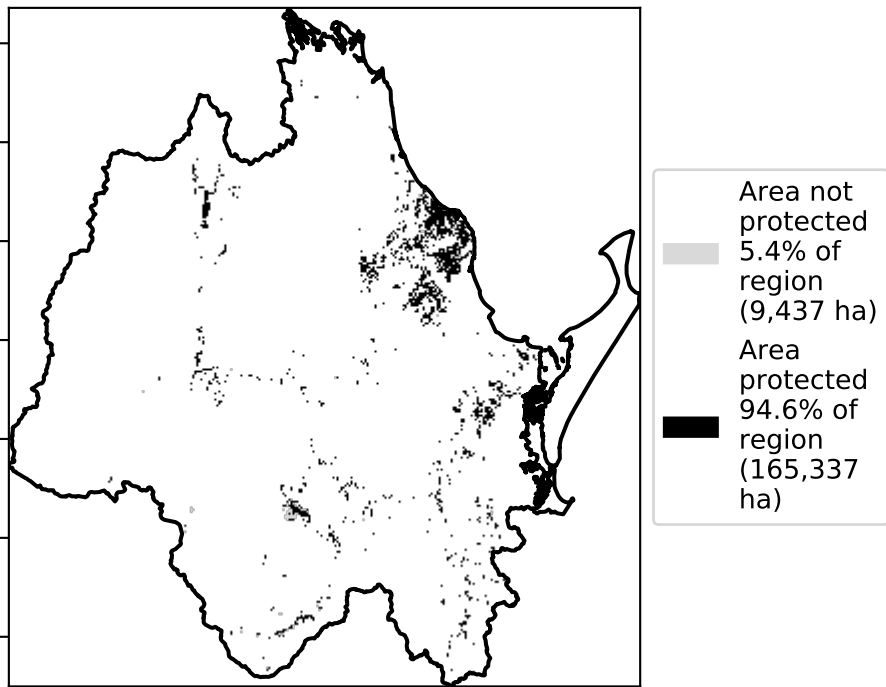 Area not
protected
5.4% of
region
(9,437 ha)
Area
protected
94.6% of
region
(165,337
ha)